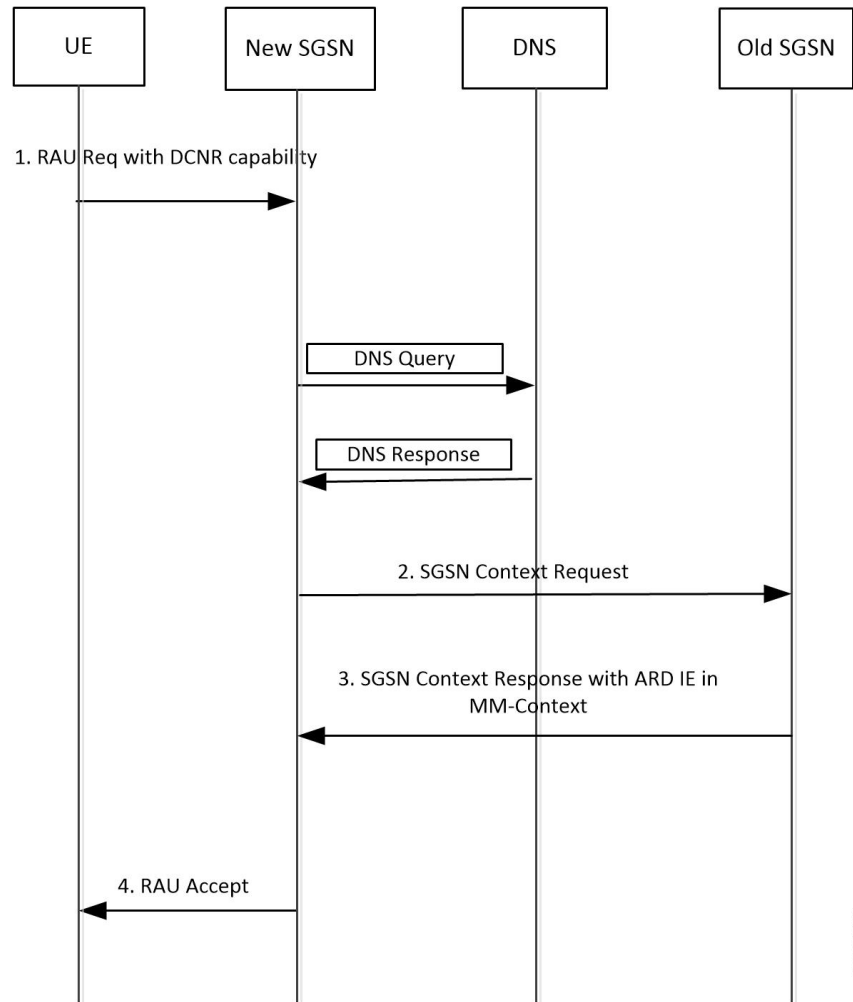 UE
New SGSN
DNS
Old SGSN
1. RAU Req with DCNR capability
DNS Query
DNS Response
2. SGSN Context Request
3. SGSN Context Response with ARD IE in
MM-Context
4. RAU Accept